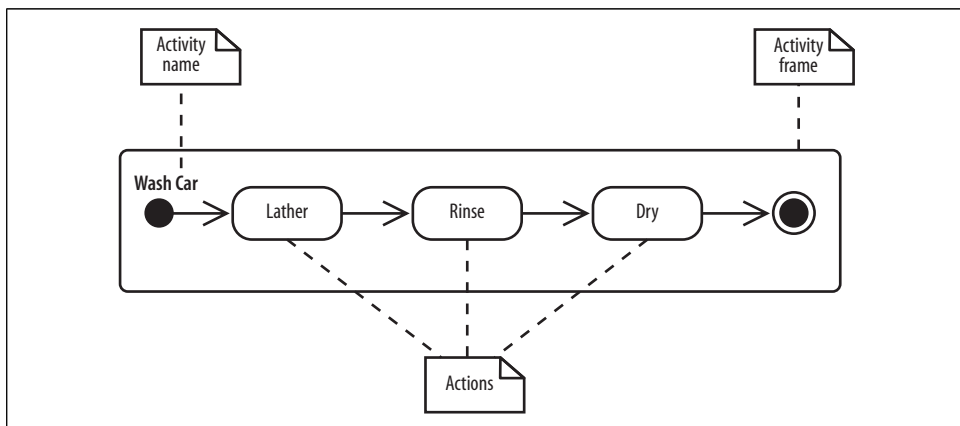 Activity
name
Activity
frame
Wash Car
Lather
Rinse
Dry
Actions